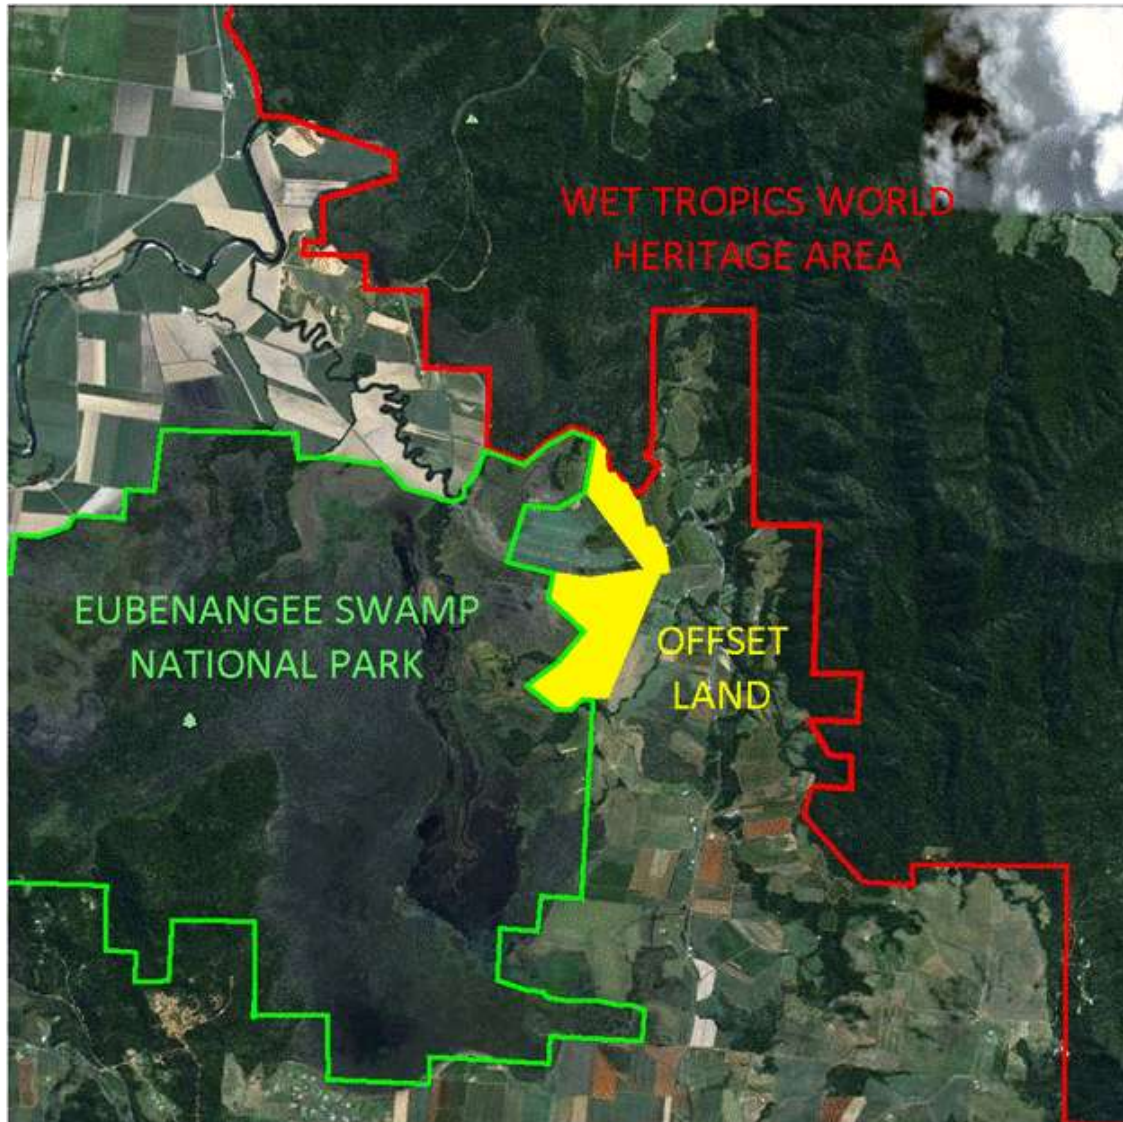 WET TROPICS WORLD
HERITAGE AREA
EUBENANGEE SWAMP
NATIONAL PARK
OFFSET
LAND